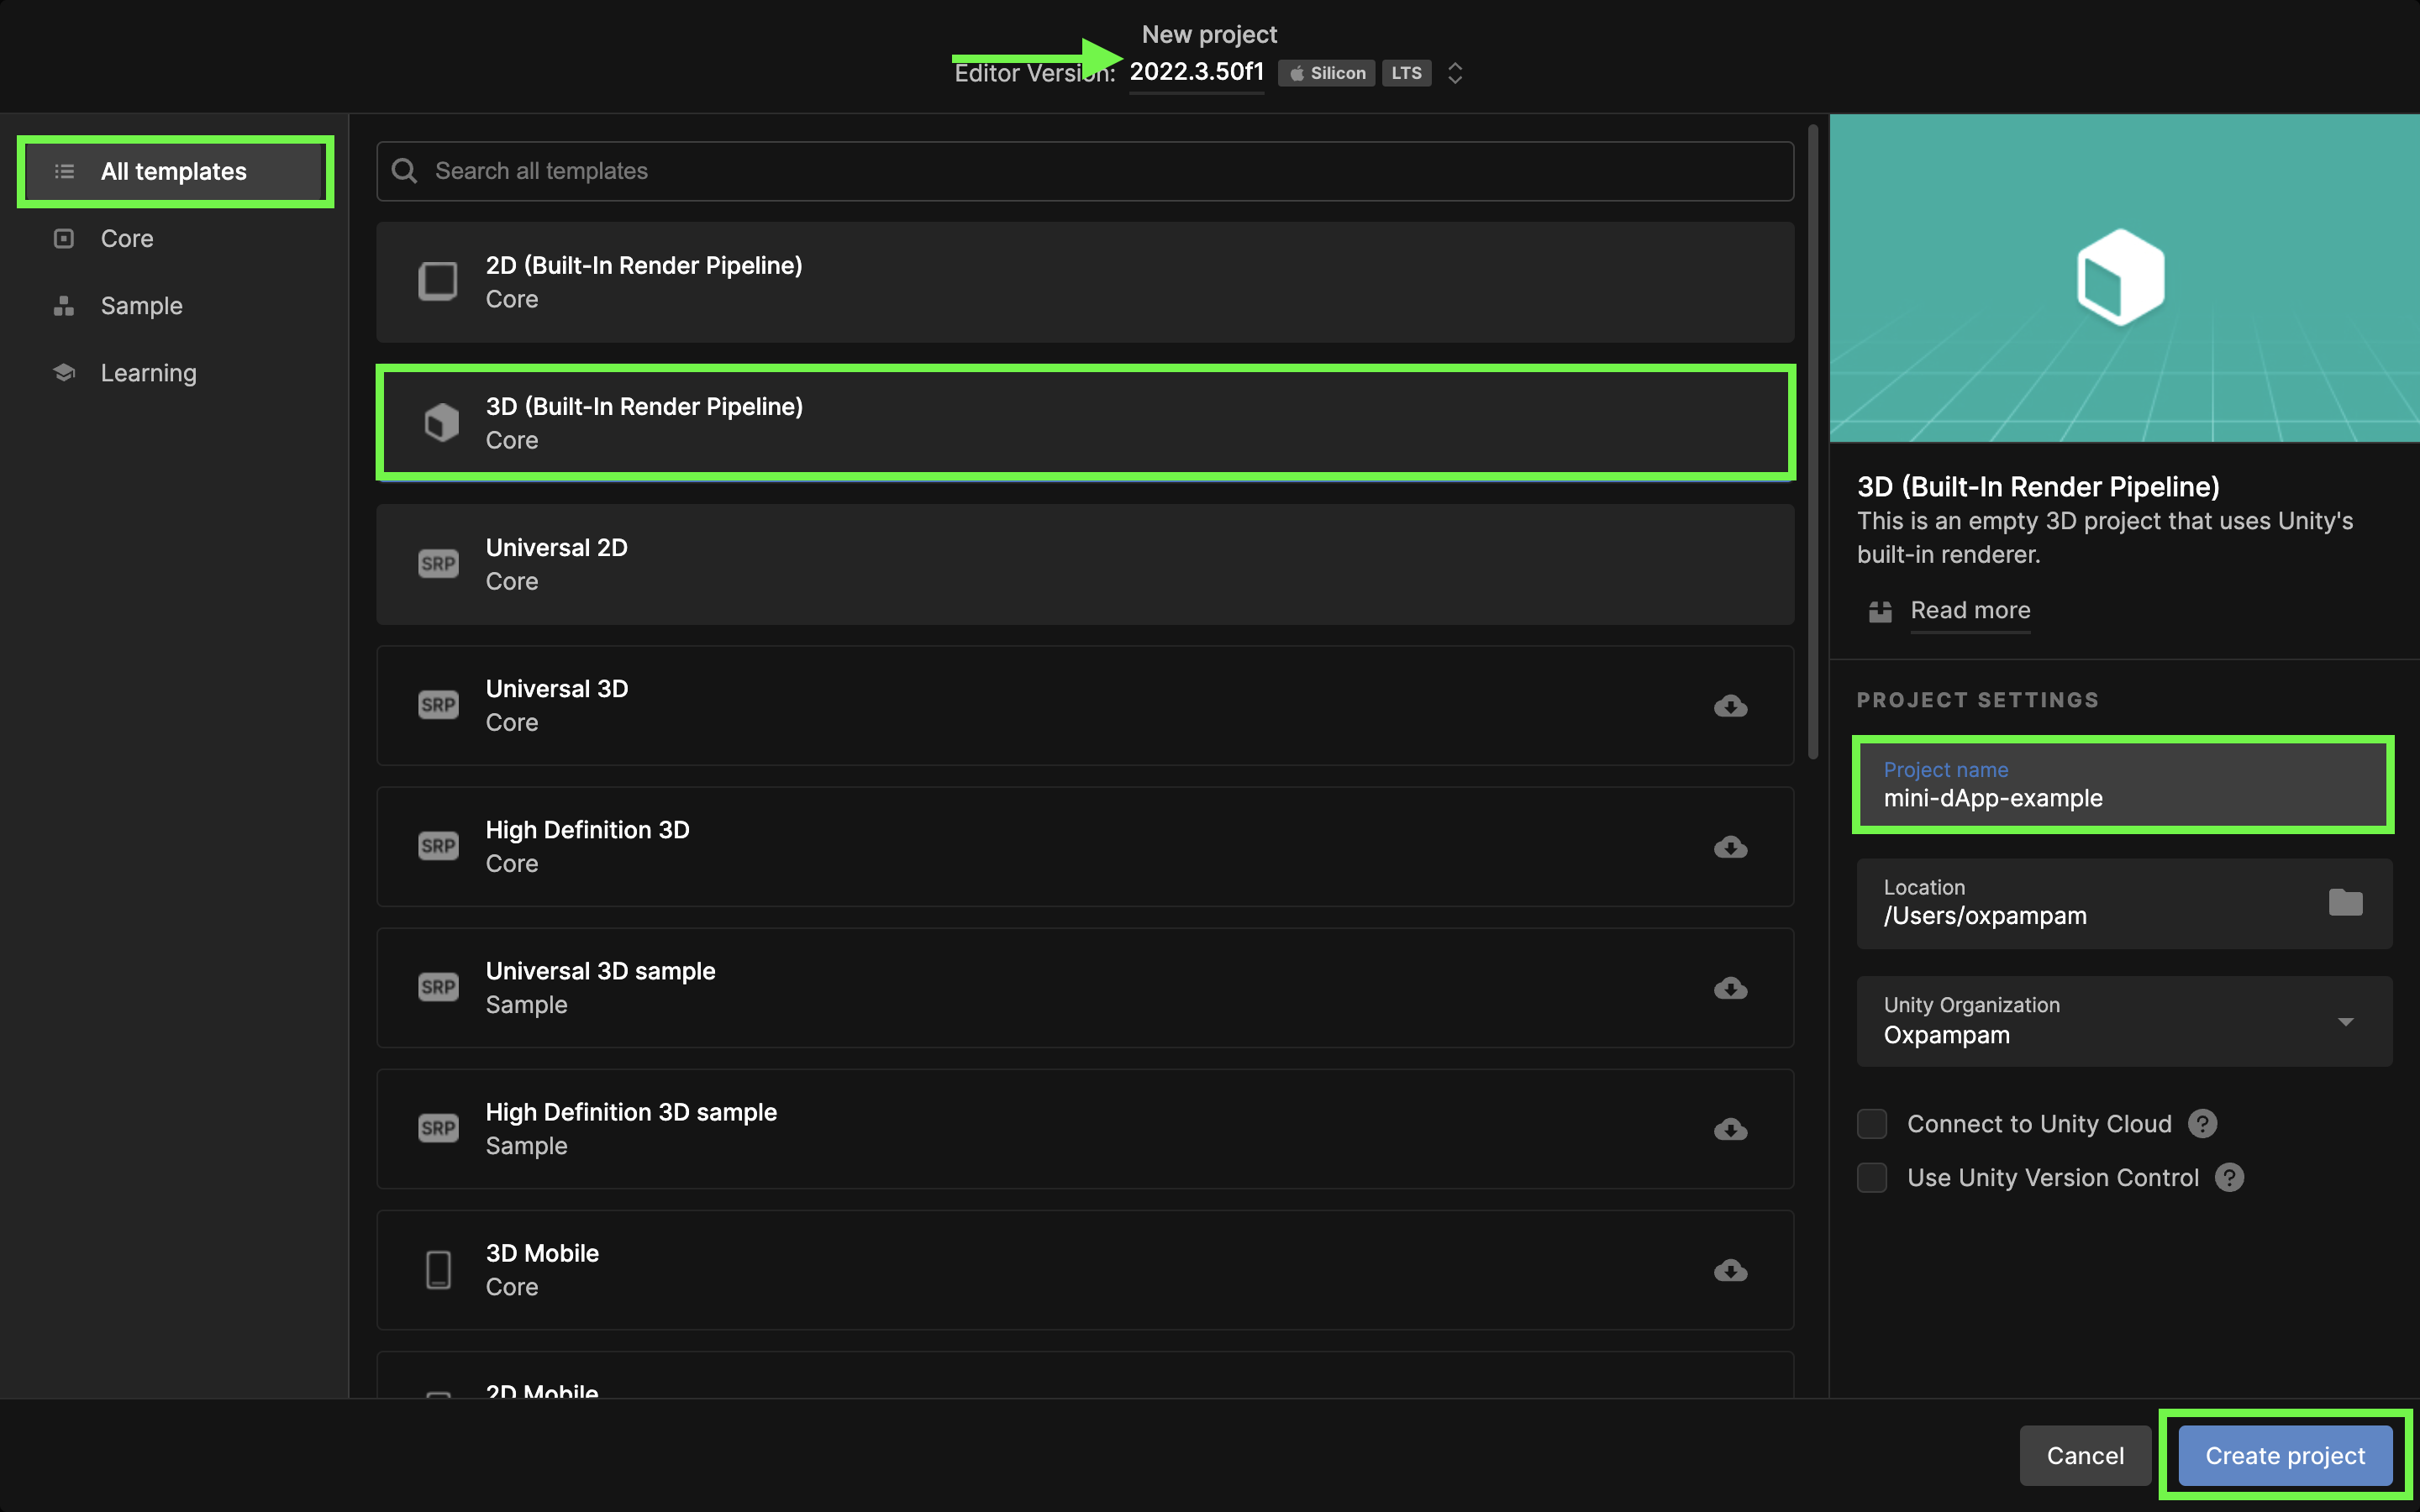 New project
Editor Version: 2022.3.50f1 Silicon LTS
All templates
Core
Sample
Learning
Search all templates
2D (Built-In Render Pipeline)
Core
3D (Built-In Render Pipeline)
Core
SRP
Universal 2D
Core
SRP
Universal 3D
Core
SRP
High Definition 3D
Core
SRP
Universal 3D sample
Sample
SRP
High Definition 3D sample
Sample
3D Mobile
Core
2D Mobile
3D (Built-In Render Pipeline)
This is an empty 3D project that uses Unity's
built-in renderer.
Read more
PROJECT SETTINGS
Project name
mini-dApp-example
Location
/Users/oxpampam
Unity Organization
Oxpampam
Connect to Unity Cloud ?
Use Unity Version Control ?
Cancel
Create project